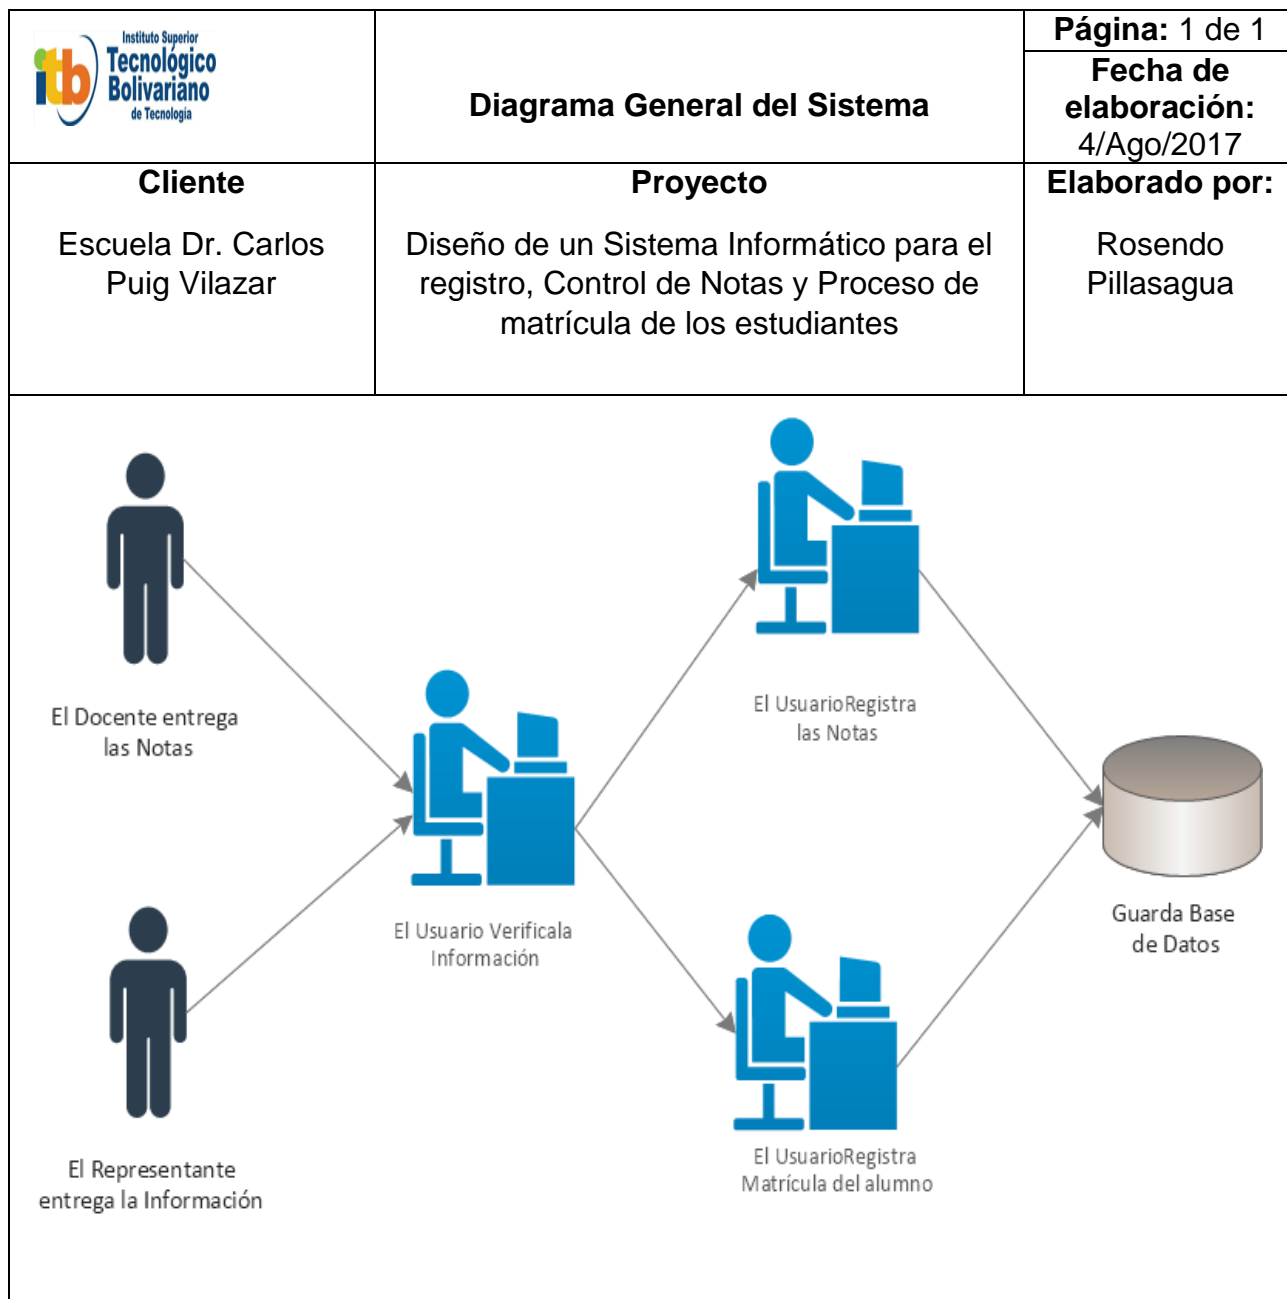 Instituto Superior
Tecnológico
Bolivariano
de Tecnología
itb
Diagrama General del Sistema
Página: 1 de 1
Fecha de
elaboración:
4/Ago/2017
Cliente
Escuela Dr. Carlos
Puig Vilazar
Proyecto
Diseño de un Sistema Informático para el
registro, Control de Notas y Proceso de
matrícula de los estudiantes
Elaborado por:
Rosendo
Pillasagua
El Docente entrega
las Notas
El Representante
entrega la Información
El Usuario Verificala
Información
El UsuarioRegistra
las Notas
El UsuarioRegistra
Matrícula del alumno
Guarda Base
de Datos